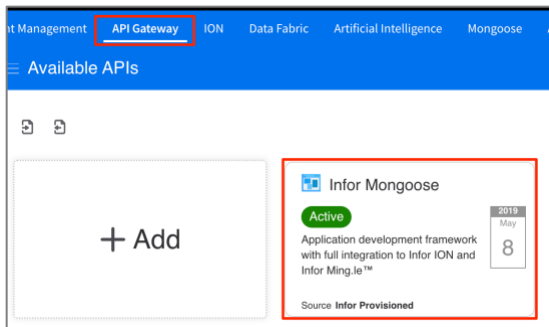 nt Management API Gateway ION Data Fabric Artificial Intelligence Mongoose
Available APIs
+ Add
Infor Mongoose
Active
Application development framework
with full integration to Infor ION and
Infor Ming.le™
Source Infor Provisioned
2019
May
8